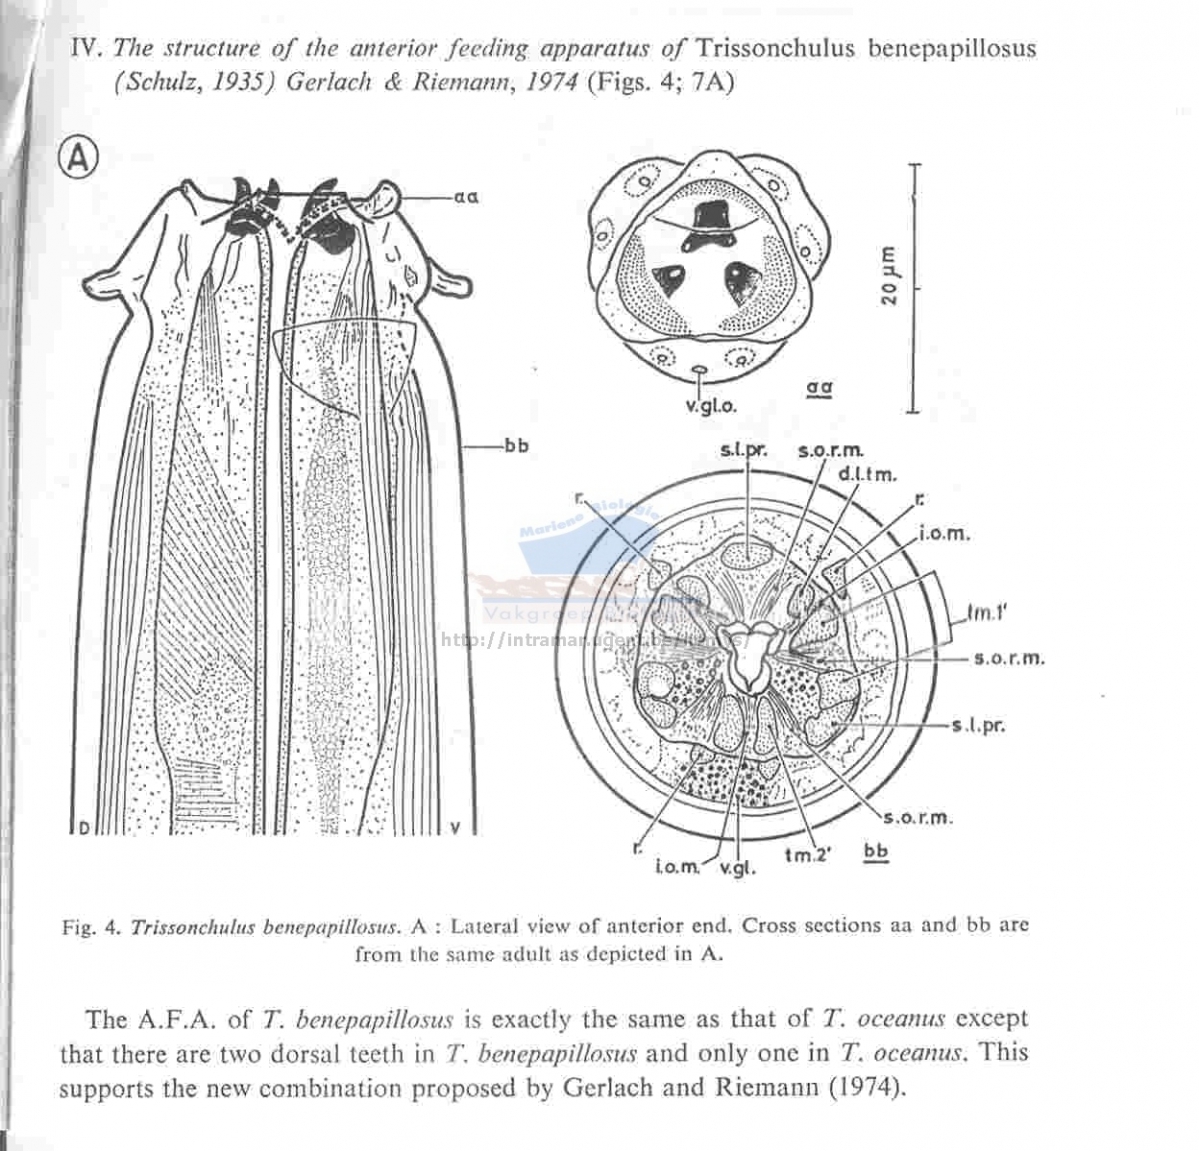 IV. The structure of the anterior feeding apparatus of Trissonchulus benepapillosus
(Schulz, 1935) Gerlach & Riemann, 1974 (Figs. 4; 7A)
A
aa
bb
D
V
v.gl.o.
aa
20 µm
s.l.pr.
s.o.r.m.
d.l.tm.
r.
r.
i.o.m.
tm.1'
s.o.r.m.
s.l.pr.
s.o.r.m.
r.
i.o.m.
v.gl.
tm.2'
bb
Mariene Biologie
Vakgroep
http://intramar.ugent.be/
Fig. 4. Trissonchulus benepapillosus. A : Lateral view of anterior end. Cross sections aa and bb are
from the same adult as depicted in A.
The A.F.A. of T. benepapillosus is exactly the same as that of T. oceanus except
that there are two dorsal teeth in T. benepapillosus and only one in T. oceanus. This
supports the new combination proposed by Gerlach and Riemann (1974).